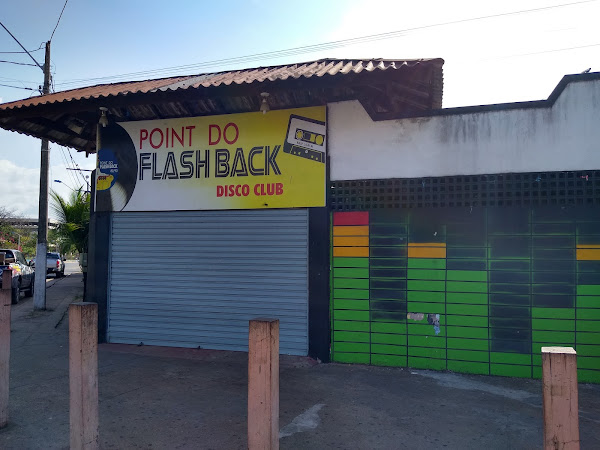 POINT DO
FLASH BACK
DISCO CLUB